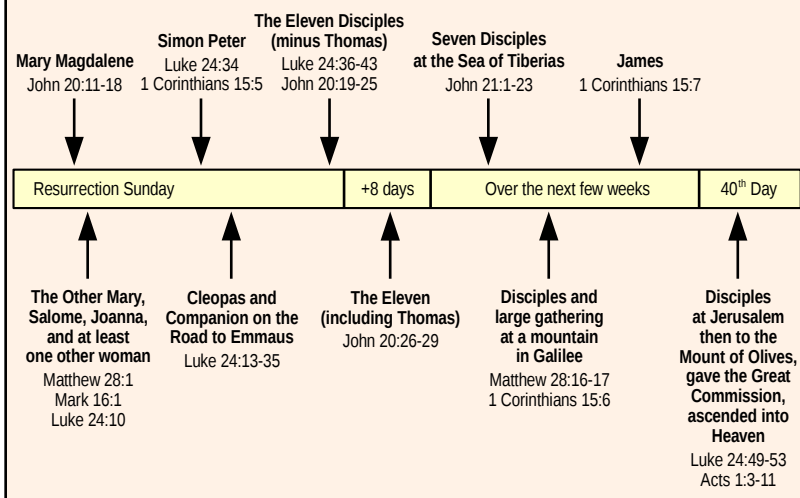 Mary Magdalene
John 20:11-18
Simon Peter
Luke 24:34
1 Corinthians 15:5
The Eleven Disciples
(minus Thomas)
Luke 24:36-43
John 20:19-25
Seven Disciples
at the Sea of Tiberias
John 21:1-23
James
1 Corinthians 15:7
Resurrection Sunday
+8 days
Over the next few weeks
40th Day
The Other Mary,
Salome, Joanna,
and at least
one other woman
Matthew 28:1
Mark 16:1
Luke 24:10
Cleopas and
Companion on the
Road to Emmaus
Luke 24:13-35
The Eleven
(including Thomas)
John 20:26-29
Disciples and
large gathering
at a mountain
in Galilee
Matthew 28:16-17
1 Corinthians 15:6
Disciples
at Jerusalem
then to the
Mount of Olives,
gave the Great
Commission,
ascended into
Heaven
Luke 24:49-53
Acts 1:3-11